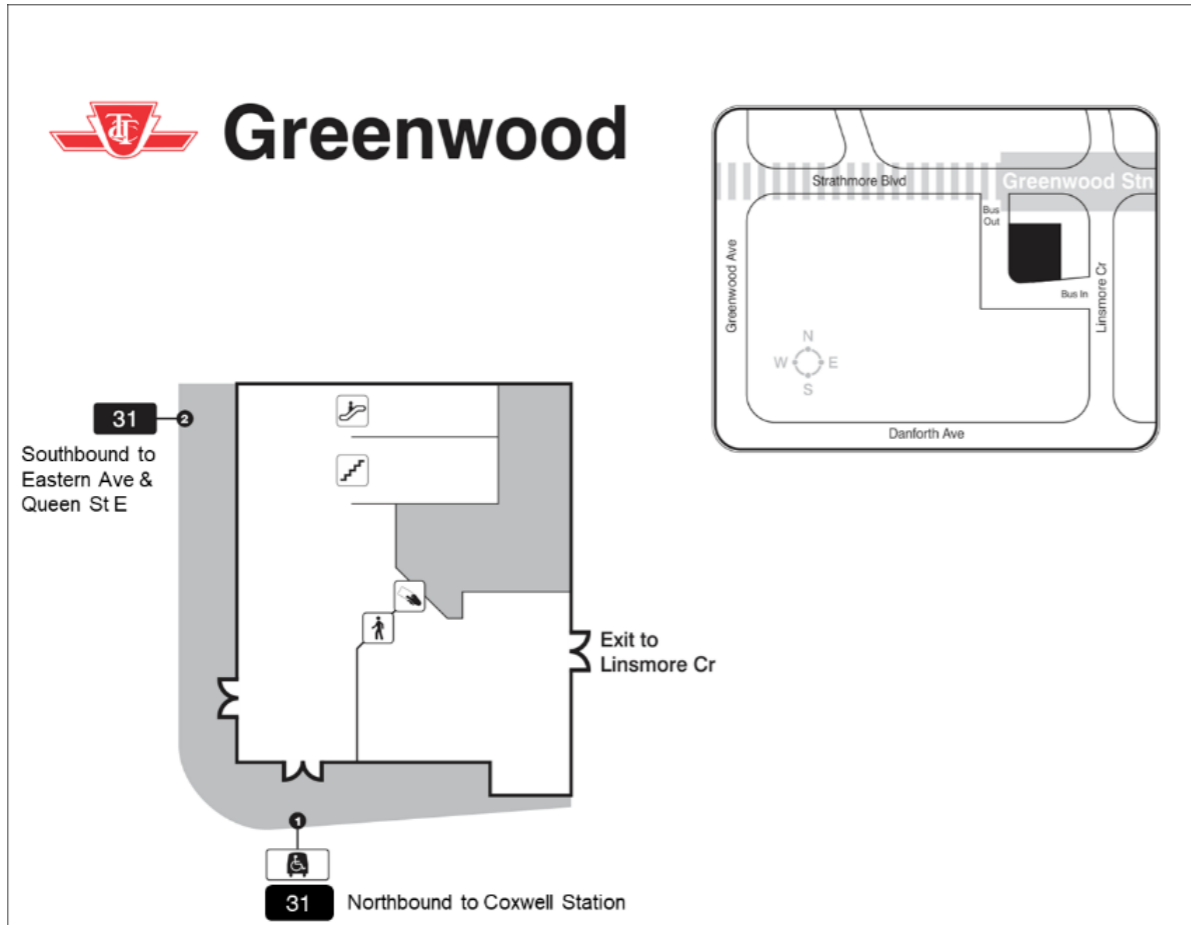 TTC
Greenwood
Strathmore Blvd
Greenwood Stn
Bus
Out
Greenwood Ave
Bus In
Linsmore Cr
N
W E
S
Danforth Ave
31
2
Southbound to
Eastern Ave &
Queen St E
Exit to
Linsmore Cr
1
31
Northbound to Coxwell Station